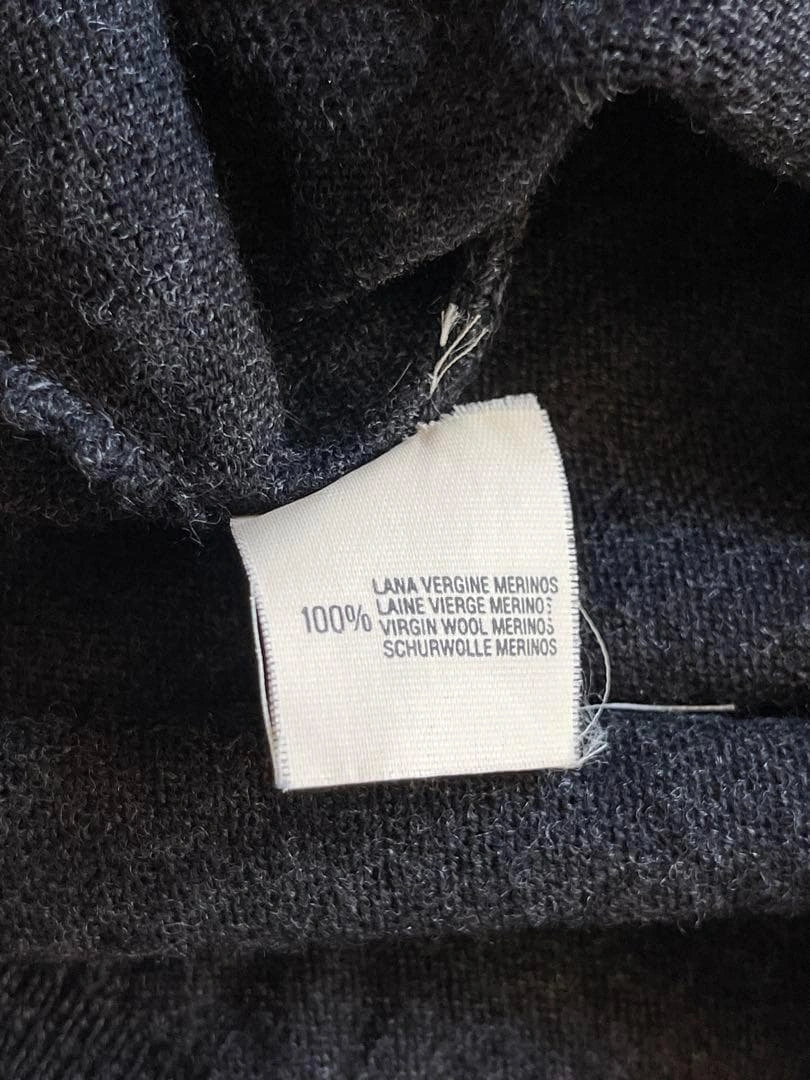 100%
LANA VERGINE MERINOS
LAINE VIERGE MERINOS
VIRGIN WOOL MERINOS
SCHURWOLLE MERINOS